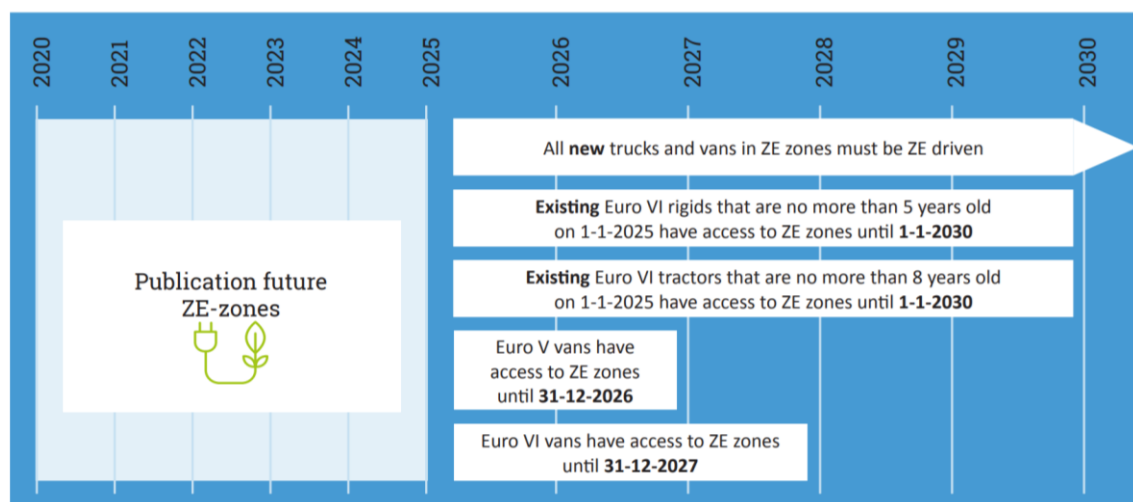 2020
2021
2022
2023
2024
2025
2026
2027
2028
2029
2030
All new trucks and vans in ZE zones must be ZE driven
Existing Euro VI rigids that are no more than 5 years old
on 1-1-2025 have access to ZE zones until 1-1-2030
Existing Euro VI tractors that are no more than 8 years old
on 1-1-2025 have access to ZE zones until 1-1-2030
Publication future
ZE-zones
Euro V vans have
access to ZE zones
until 31-12-2026
Euro VI vans have access to ZE zones
until 31-12-2027